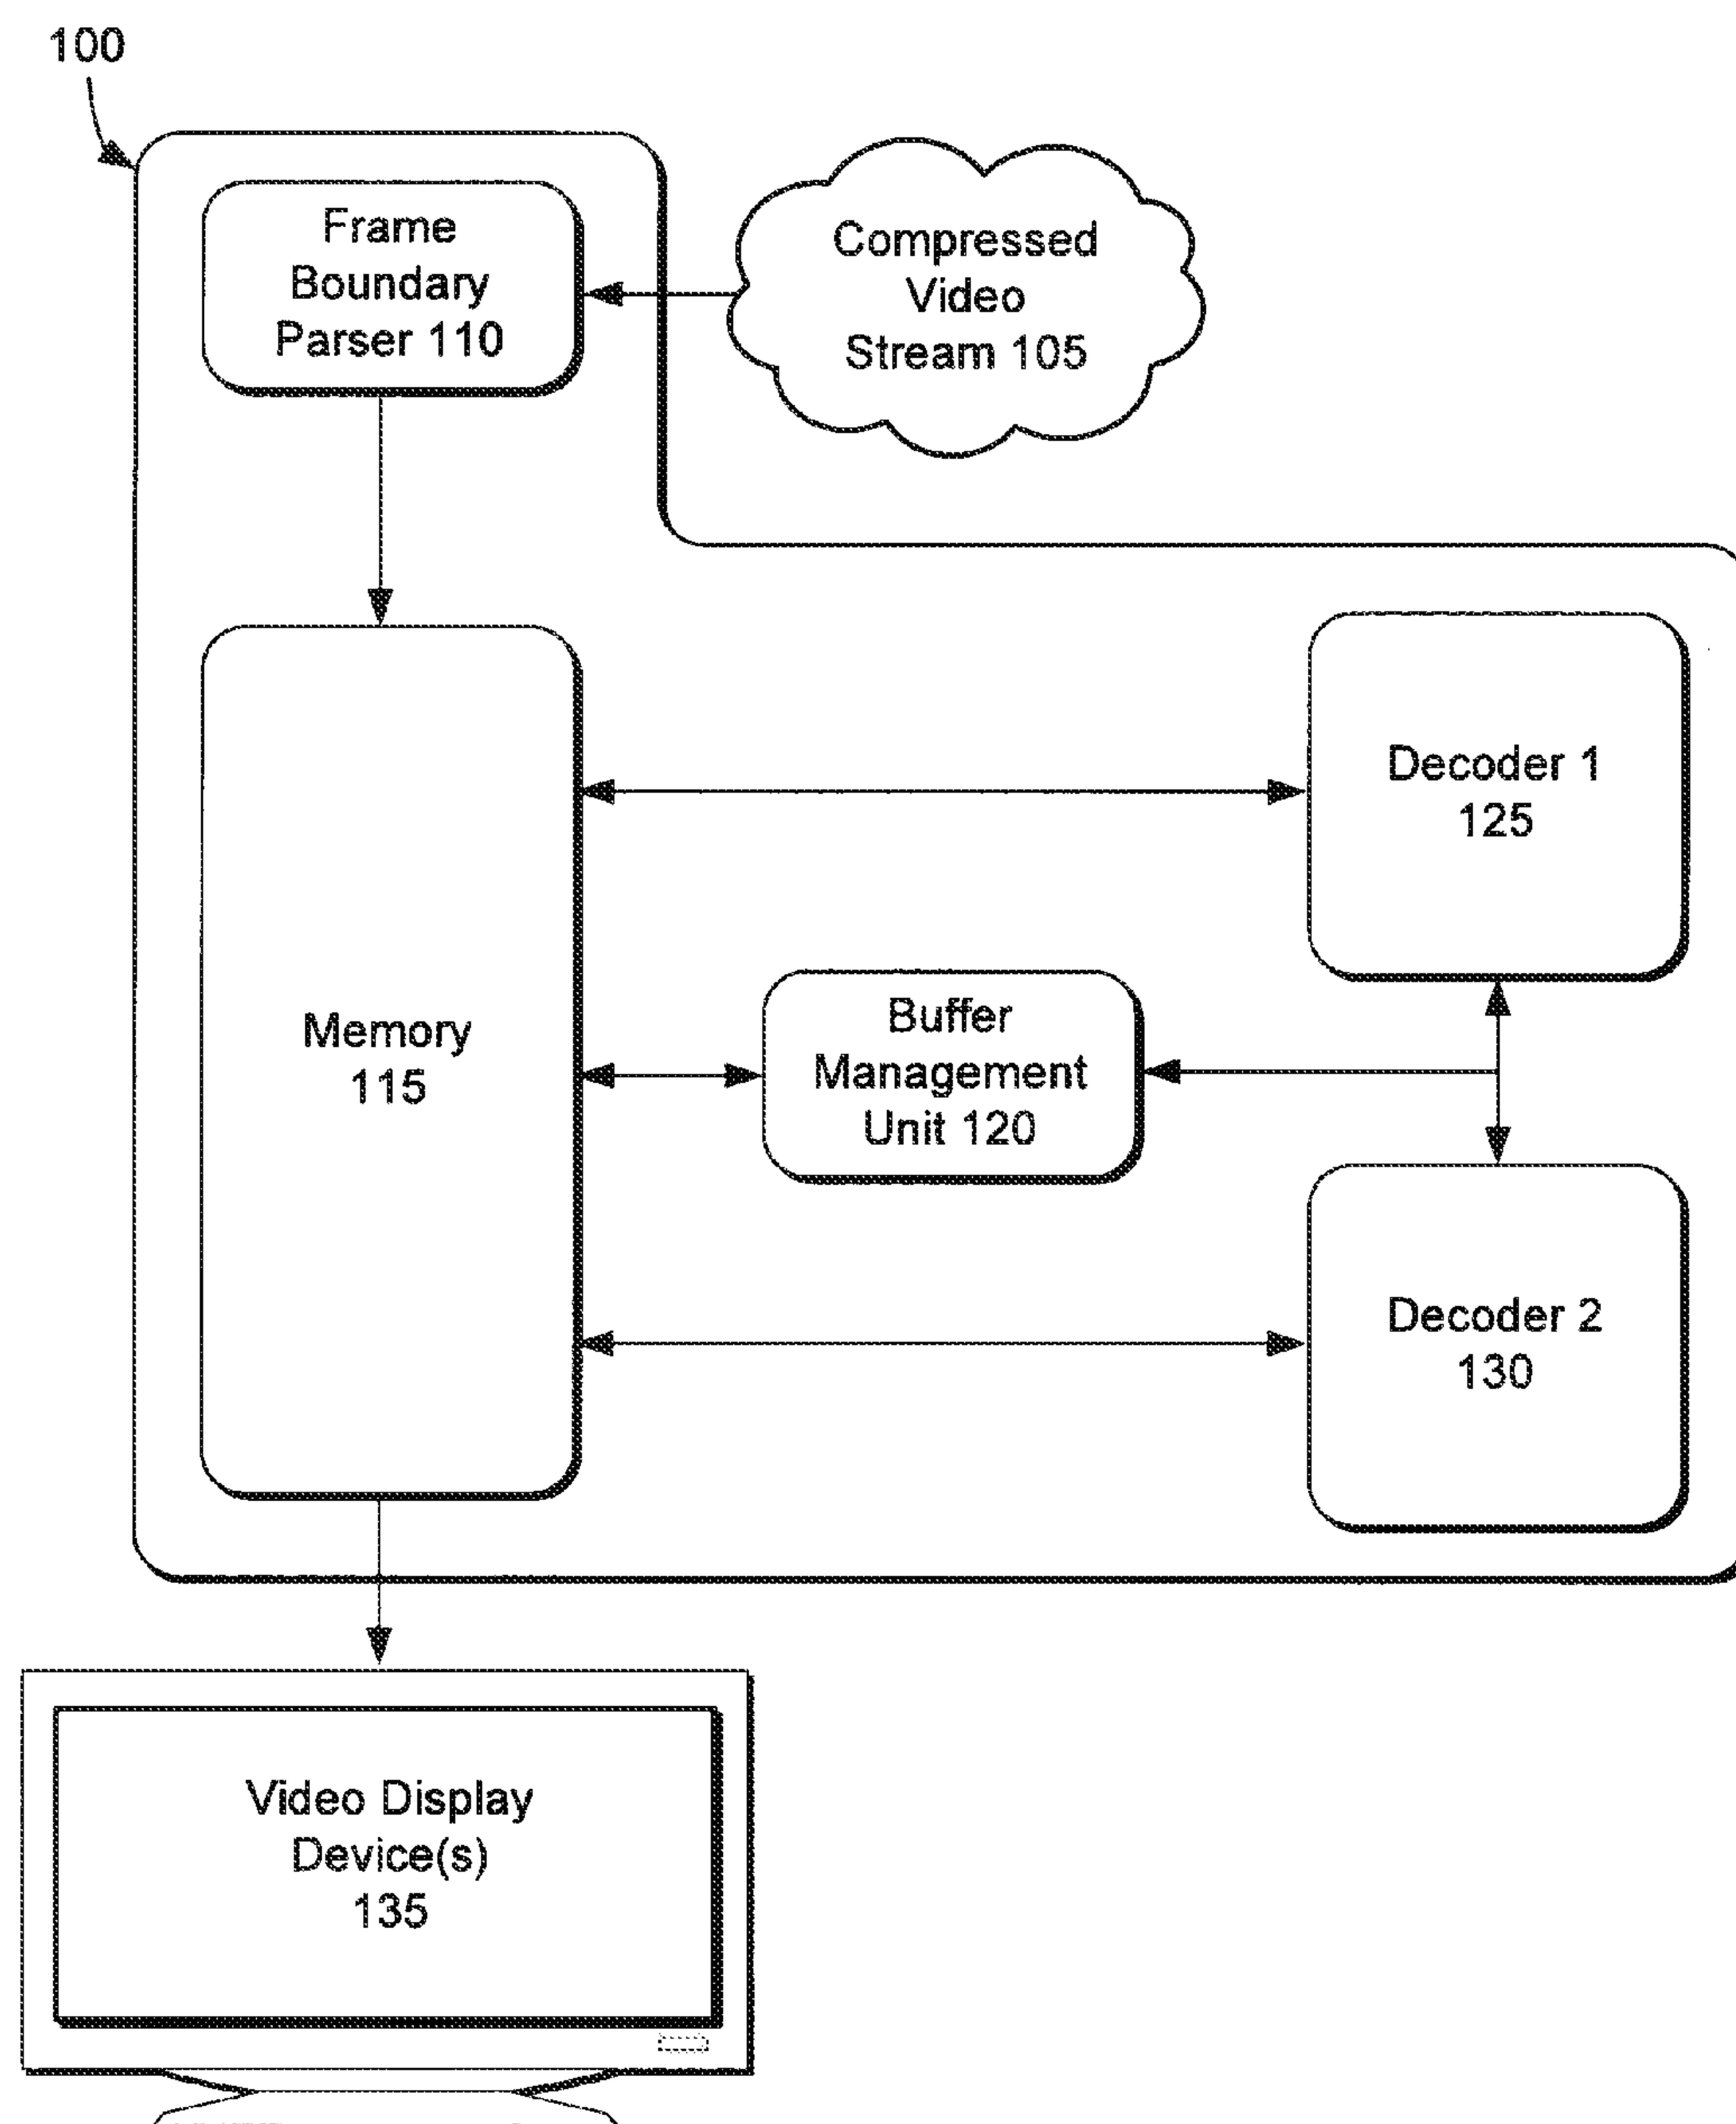 100
Frame
Boundary
Parser 110
Compressed
Video
Stream 105
Memory
115
Decoder 1
125
Buffer
Management
Unit 120
Decoder 2
130
Video Display
Device(s)
135